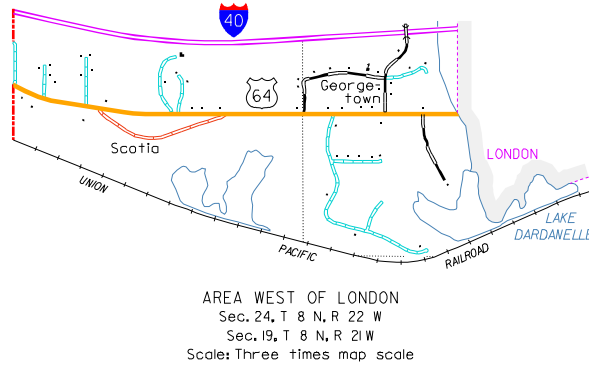 40
64
George-
town
Scotia
LONDON
UNION
LAKE
DARDANELLE
PACIFIC
RAILROAD
AREA WEST OF LONDON
Sec. 24, T 8 N, R 22 W
Sec. 19, T 8 N, R 21 W
Scale: Three times map scale